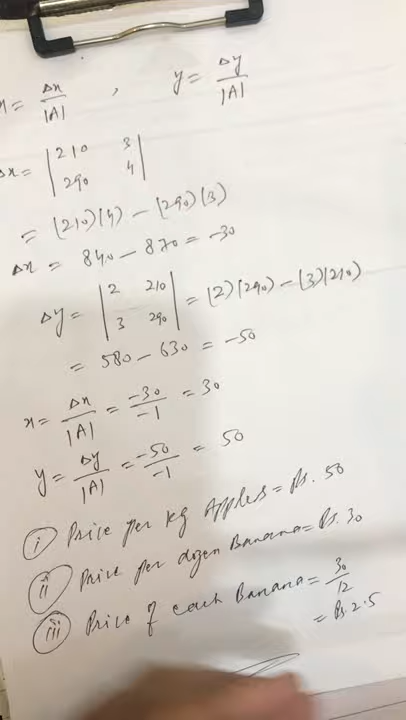 x = Δx/|A| , y = Δy/|A|
Δx = |210 3|
|290 4|
= (210)(4) - (290)(3)
Δx = 840 - 870 = -30
Δy = |2 210| = (2)(290) - (3)(210)
|3 290|
= 580 - 630 = -50
x = Δx/|A| = -30/-1 = 30
y = Δy/|A| = -50/-1 = 50
(i) Price per kg Apples = Rs. 50
(ii) Price per dozen Banana = Rs. 30
(iii) Price of each Banana = 30/12
= Rs 2.5